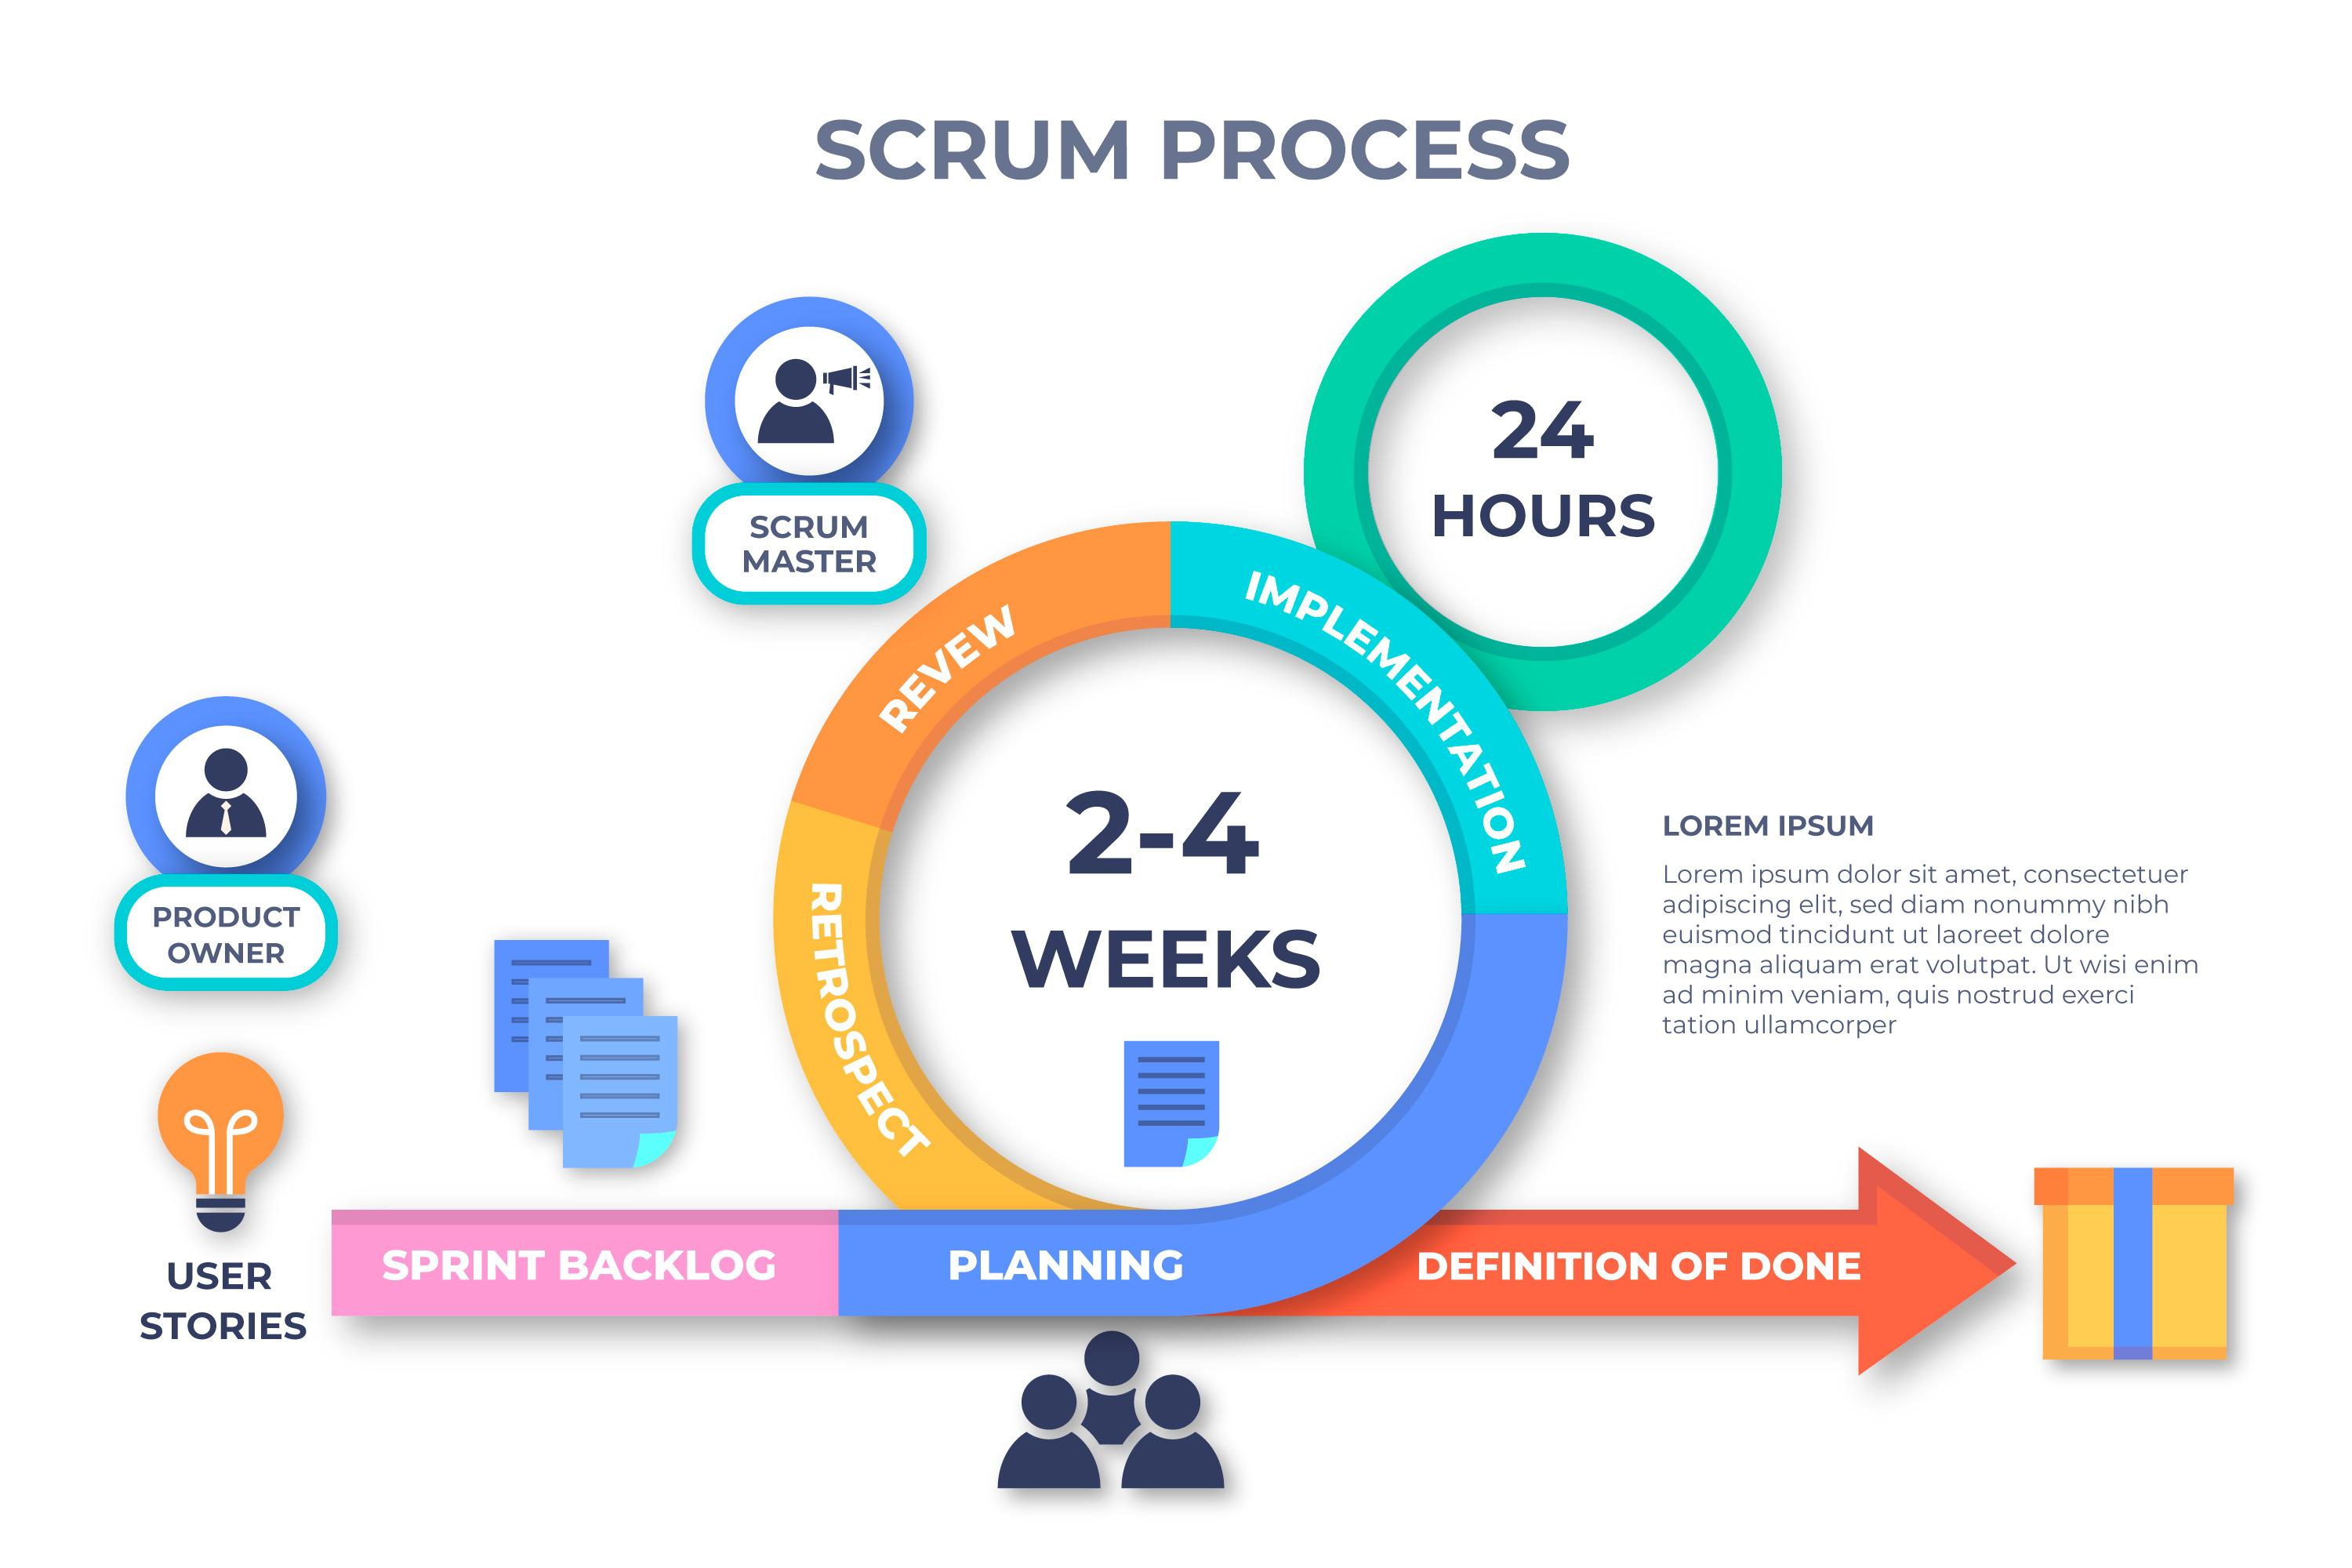 SCRUM PROCESS
24
HOURS
SCRUM
MASTER
REVEW
IMPLEMENTATION
2-4
WEEKS
RETROSPECT
PRODUCT
OWNER
LOREM IPSUM
Lorem ipsum dolor sit amet, consectetuer
adipiscing elit, sed diam nonummy nibh
euismod tincidunt ut laoreet dolore
magna aliquam erat volutpat. Ut wisi enim
ad minim veniam, quis nostrud exerci
tation ullamcorper
USER
STORIES
SPRINT BACKLOG
PLANNING
DEFINITION OF DONE